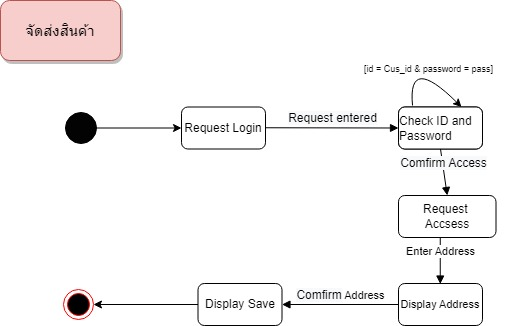 จัดส่งสินค้า
[id = Cus_id & password = pass]
Request Login
Request entered
Check ID and
Password
Comfirm Access
Request
Accsess
Enter Address
Display Address
Comfirm Address
Display Save